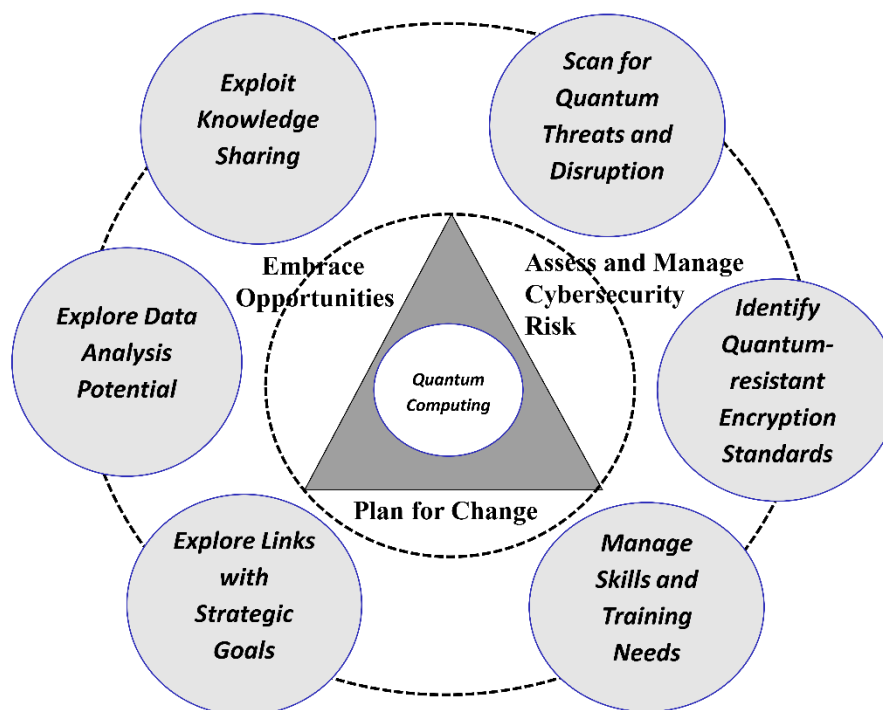 Exploit
Knowledge
Sharing
Scan for
Quantum
Threats and
Disruption
Embrace
Opportunities
Assess and Manage
Cybersecurity
Risk
Explore Data
Analysis
Potential
Quantum
Computing
Identify
Quantum-
resistant
Encryption
Standards
Plan for Change
Explore Links
with
Strategic
Goals
Manage
Skills and
Training
Needs